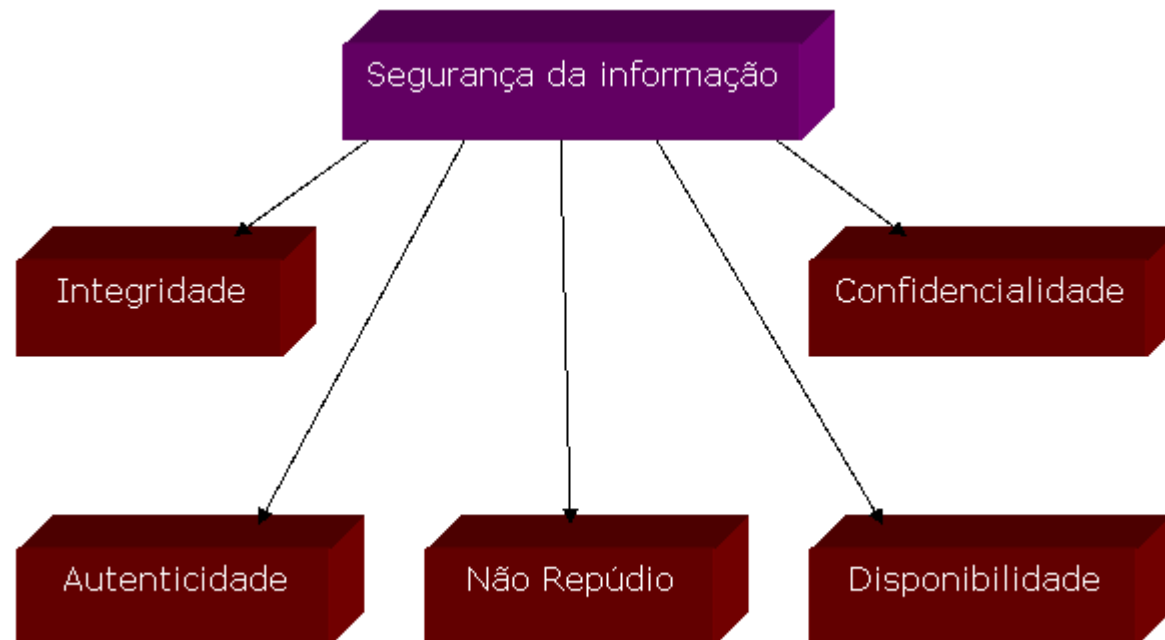 Segurança da informação
Integridade
Confidencialidade
Autenticidade
Não Repúdio
Disponibilidade